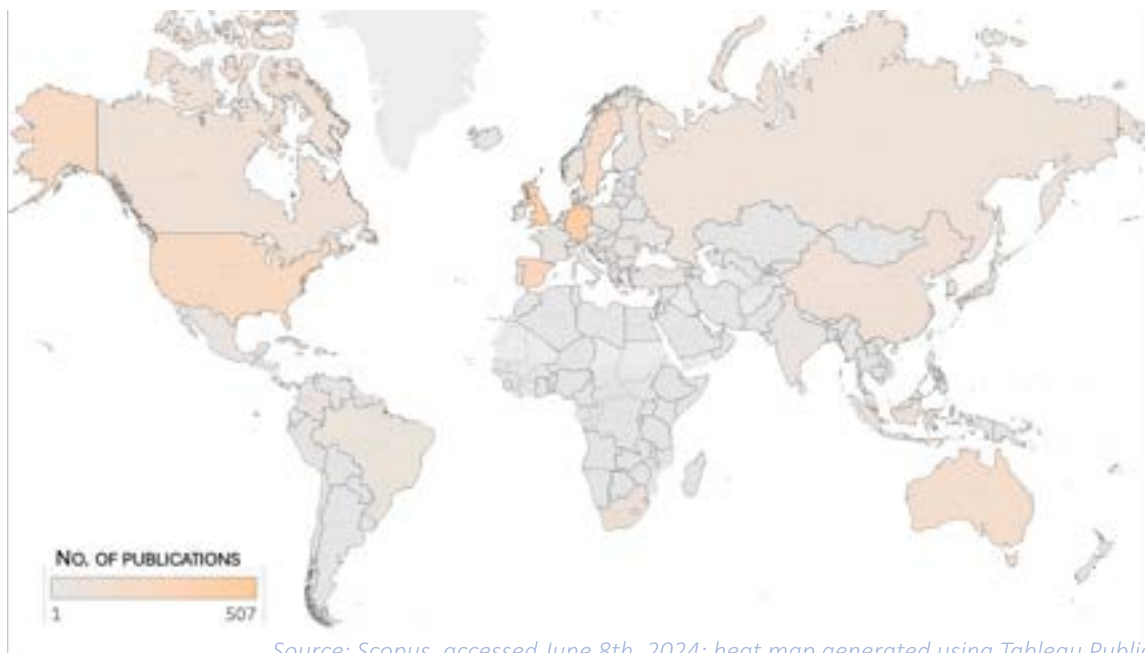 NO. OF PUBLICATIONS
1 507
Source: Scopus, accessed June 8th, 2024; heat map generated using Tableau Public